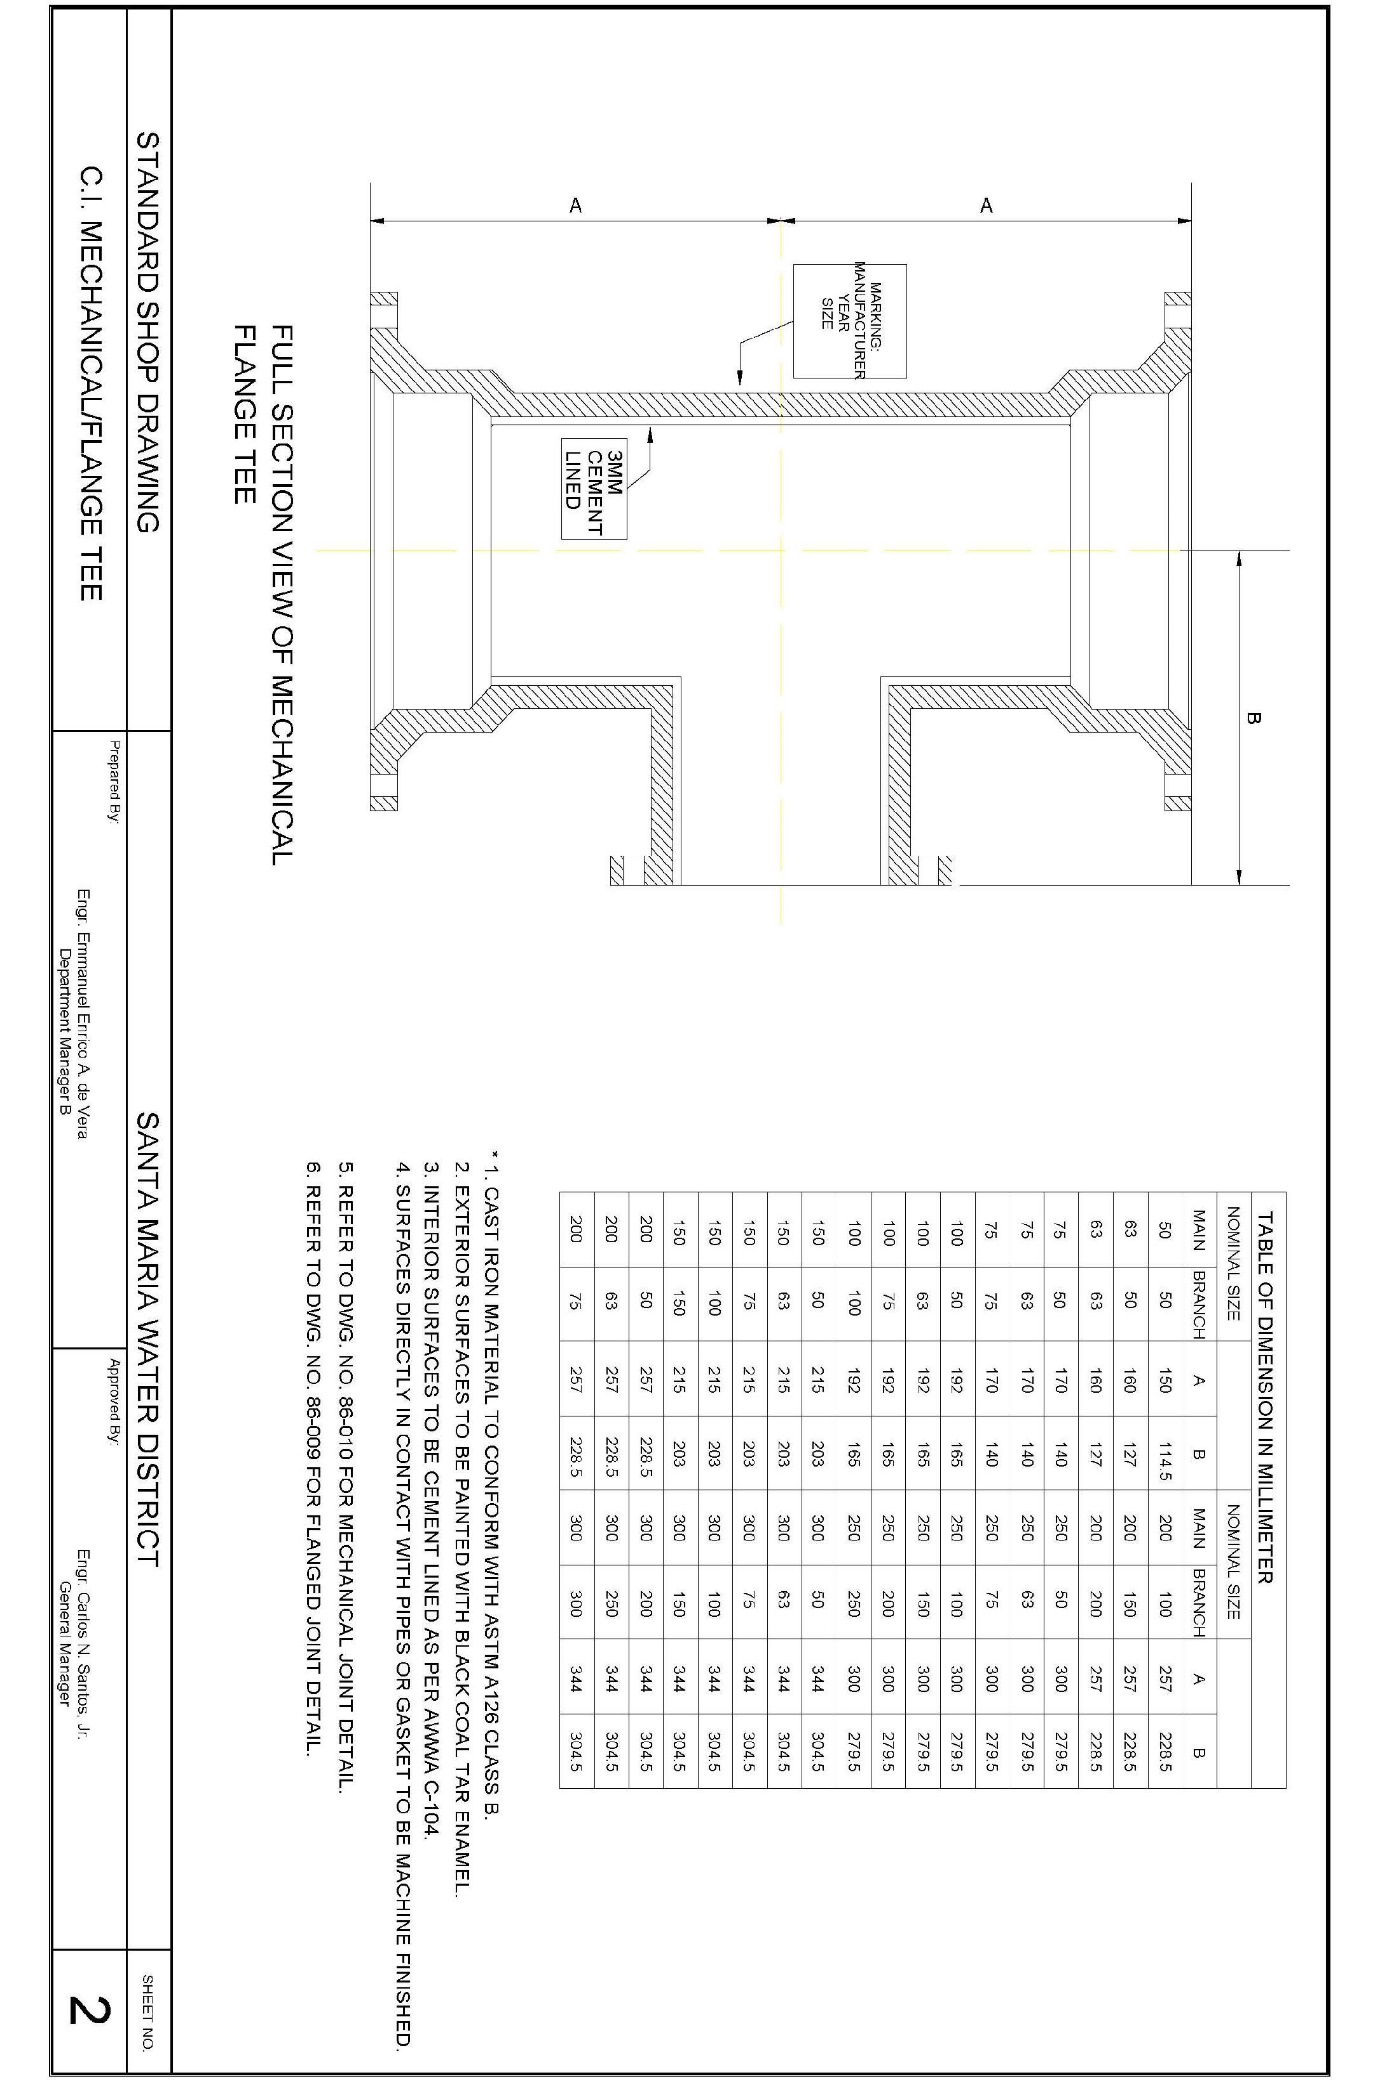 A
A
B
MARKING:
MANUFACTURER
YEAR
SIZE
3MM
CEMENT
LINED
FULL SECTION VIEW OF MECHANICAL
FLANGE TEE
TABLE OF DIMENSION IN MILLIMETER
NOMINAL SIZE NOMINAL SIZE
MAIN BRANCH A B MAIN BRANCH A B
50 50 150 114.5 200 100 257 228.5
63 50 160 127 200 150 257 228.5
63 63 160 127 200 200 257 228.5
75 50 170 140 250 50 300 279.5
75 63 170 140 250 63 300 279.5
75 75 170 140 250 75 300 279.5
100 50 192 165 250 100 300 279.5
100 63 192 165 250 150 300 279.5
100 75 192 165 250 200 300 279.5
100 100 192 165 250 250 300 279.5
150 50 215 203 300 50 344 304.5
150 63 215 203 300 63 344 304.5
150 75 215 203 300 75 344 304.5
150 100 215 203 300 100 344 304.5
150 150 215 203 300 150 344 304.5
200 50 257 228.5 300 200 344 304.5
200 63 257 228.5 300 250 344 304.5
200 75 257 228.5 300 300 344 304.5
* 1. CAST IRON MATERIAL TO CONFORM WITH ASTM A126 CLASS B.
2. EXTERIOR SURFACES TO BE PAINTED WITH BLACK COAL TAR ENAMEL.
3. INTERIOR SURFACES TO BE CEMENT LINED AS PER AWWA C-104.
4. SURFACES DIRECTLY IN CONTACT WITH PIPES OR GASKET TO BE MACHINE FINISHED.
5. REFER TO DWG. NO. 86-010 FOR MECHANICAL JOINT DETAIL.
6. REFER TO DWG. NO. 86-009 FOR FLANGED JOINT DETAIL.
STANDARD SHOP DRAWING
SANTA MARIA WATER DISTRICT
SHEET NO.
C.I. MECHANICAL/FLANGE TEE
Prepared By:
Engr. Emmanuel Enrico A. de Vera
Department Manager B
Approved By:
Engr. Carlos N. Santos, Jr.
General Manager
2